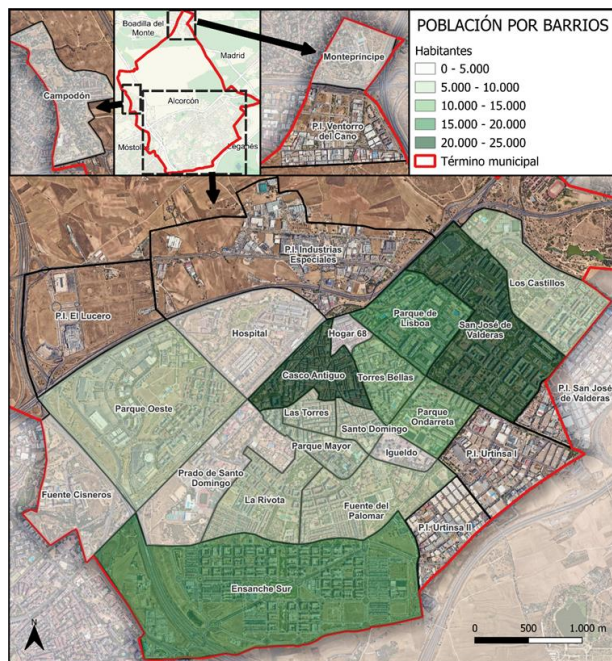 POBLACIÓN POR BARRIOS
Habitantes
0 - 5.000
5.000 - 10.000
10.000 - 15.000
15.000 - 20.000
20.000 - 25.000
Término municipal
Campodón
Boadilla del
Monte
Madrid
Alcorcón
Móstol
Leganés
Montepríncipe
P.I. Ventorro
del Cano
P.I. Industrias
Especiales
P.I. El Lucero
Los Castillos
Hospital
Hogar 68
Parque de
Lisboa
San José de
Valderas
Casco Antiguo
Torres Bellas
P.I. San José
de Valderas
Parque Oeste
Las Torres
Santo Domingo
Parque
Ondarreta
Parque Mayor
Igueldo
P.I. Urtinsa I
Fuente Cisneros
Prado de Santo
Domingo
La Rivota
Fuente del
Palomar
P.I. Urtinsa II
Ensanche Sur
N
0 500 1.000 m